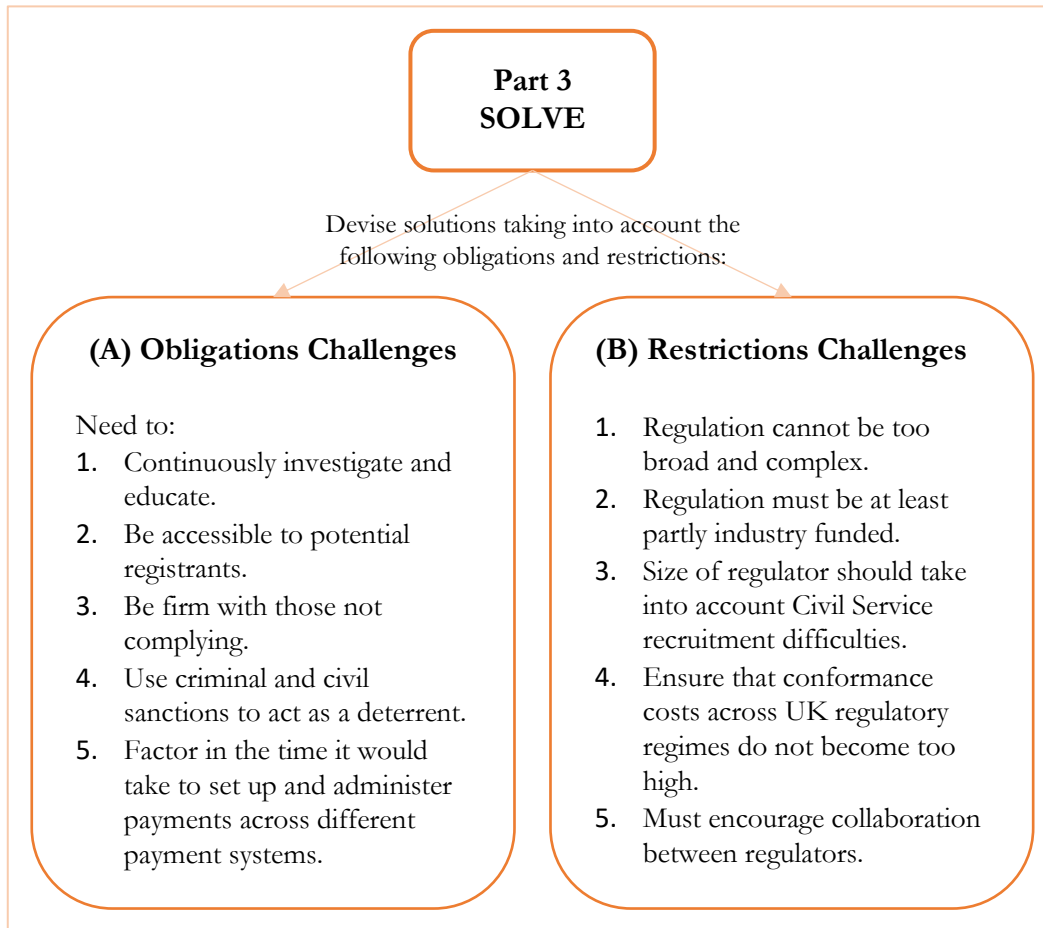 Part 3
SOLVE
Devise solutions taking into account the
following obligations and restrictions:
(A) Obligations Challenges
Need to:
1. Continuously investigate and
educate.
2. Be accessible to potential
registrants.
3. Be firm with those not
complying.
4. Use criminal and civil
sanctions to act as a deterrent.
5. Factor in the time it would
take to set up and administer
payments across different
payment systems.
(B) Restrictions Challenges
1. Regulation cannot be too
broad and complex.
2. Regulation must be at least
partly industry funded.
3. Size of regulator should take
into account Civil Service
recruitment difficulties.
4. Ensure that conformance
costs across UK regulatory
regimes do not become too
high.
5. Must encourage collaboration
between regulators.